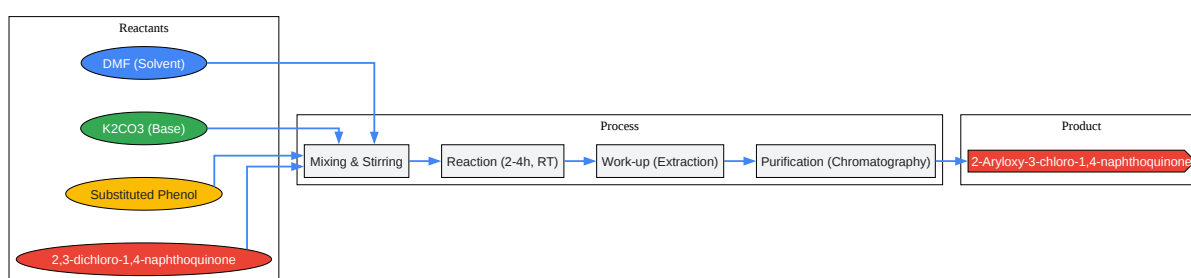 Reactants
DMF (Solvent)
K2CO3 (Base)
Substituted Phenol
2,3-dichloro-1,4-naphthoquinone
Process
Mixing & Stirring
Reaction (2-4h, RT)
Work-up (Extraction)
Purification (Chromatography)
Product
2-Aryloxy-3-chloro-1,4-naphthoquinone